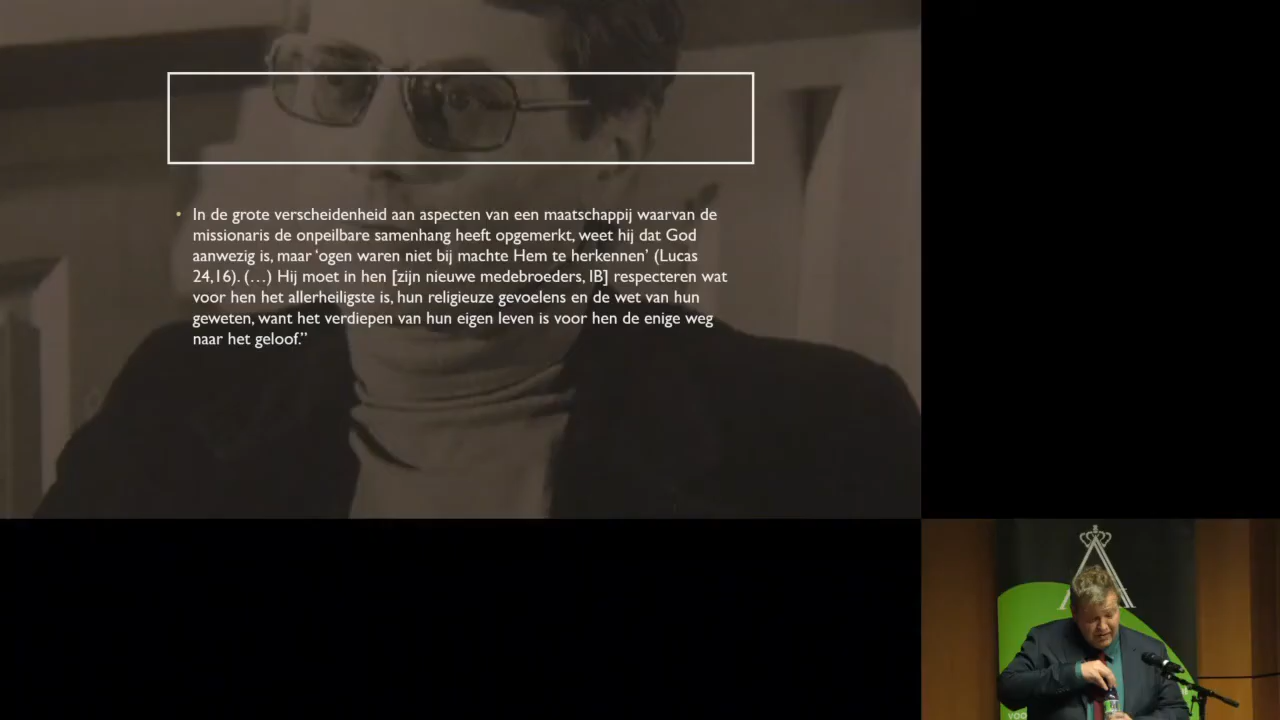 • In de grote verscheidenheid aan aspecten van een maatschappij waarvan de
missionaris de onpeilbare samenhang heeft opgemerkt, weet hij dat God
aanwezig is, maar ‘ogen waren niet bij machte Hem te herkennen’ (Lucas
24,16). (…) Hij moet in hen [zijn nieuwe medebroeders, IB] respecteren wat
voor hen het allerheiligste is, hun religieuze gevoelens en de wet van hun
geweten, want het verdiepen van hun eigen leven is voor hen de enige weg
naar het geloof.”